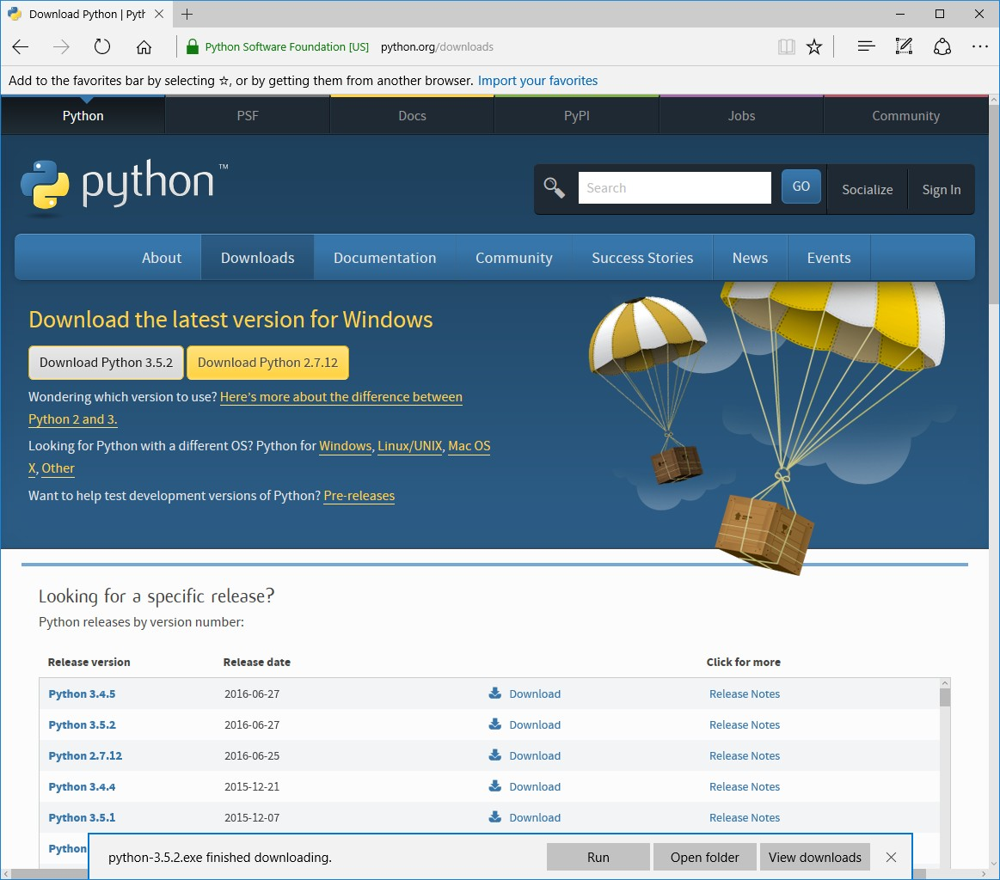 Download Python | Pyth
Python Software Foundation [US] python.org/downloads
Add to the favorites bar by selecting ☆, or by getting them from another browser. Import your favorites
Python PSF Docs PyPI Jobs Community
python™
Search GO Socialize Sign In
About Downloads Documentation Community Success Stories News Events
Download the latest version for Windows
Download Python 3.5.2 Download Python 2.7.12
Wondering which version to use? Here's more about the difference between
Python 2 and 3.
Looking for Python with a different OS? Python for Windows, Linux/UNIX, Mac OS
X, Other
Want to help test development versions of Python? Pre-releases
Looking for a specific release?
Python releases by version number:
Release version Release date Click for more
Python 3.4.5 2016-06-27 Download Release Notes
Python 3.5.2 2016-06-27 Download Release Notes
Python 2.7.12 2016-06-25 Download Release Notes
Python 3.4.4 2015-12-21 Download Release Notes
Python 3.5.1 2015-12-07 Download Release Notes
Python
python-3.5.2.exe finished downloading. Run Open folder View downloads